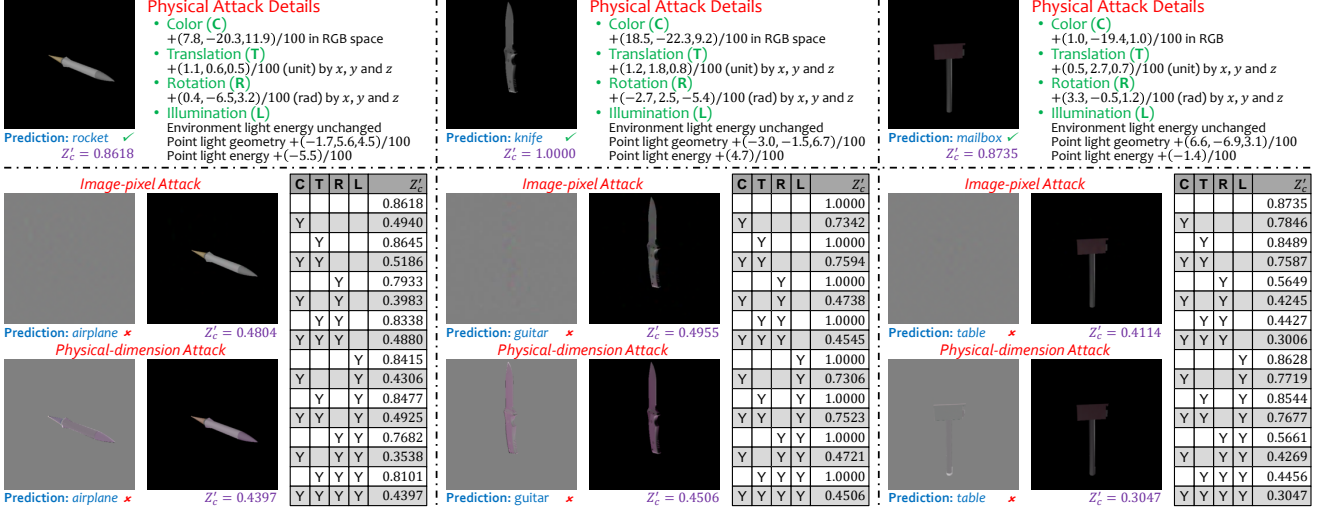 Physical Attack Details
• Color (C)
+(7.8, −20.3,11.9)/100 in RGB space
• Translation (T)
+(1.1, 0.6,0.5)/100 (unit) by x, y and z
• Rotation (R)
+(0.4, −6.5,3.2)/100 (rad) by x, y and z
• Illumination (L)
Environment light energy unchanged
Point light geometry +(−1.7,5.6,4.5)/100
Point light energy +(−5.5)/100
Prediction: rocket ✓
Z′c = 0.8618
Image-pixel Attack
Prediction: airplane ✘
Z′c = 0.4804
Physical-dimension Attack
Prediction: airplane ✘
Z′c = 0.4397
C T R L Z′c
0.8618
Y 0.4940
Y 0.8645
Y Y 0.5186
Y 0.7933
Y Y 0.3983
Y Y 0.8338
Y Y Y 0.4880
Y 0.8415
Y Y 0.4306
Y Y 0.8477
Y Y Y 0.4925
Y Y 0.7682
Y Y Y 0.3538
Y Y Y 0.8101
Y Y Y Y 0.4397
Physical Attack Details
• Color (C)
+(18.5, −22.3,9.2)/100 in RGB space
• Translation (T)
+(1.2, 1.8,0.8)/100 (unit) by x, y and z
• Rotation (R)
+(−2.7, 2.5, −5.4)/100 (rad) by x, y and z
• Illumination (L)
Environment light energy unchanged
Point light geometry +(−3.0, −1.5,6.7)/100
Point light energy +(4.7)/100
Prediction: knife ✓
Z′c = 1.0000
Image-pixel Attack
Prediction: guitar ✘
Z′c = 0.4955
Physical-dimension Attack
Prediction: guitar ✘
Z′c = 0.4506
C T R L Z′c
1.0000
Y 0.7342
Y 1.0000
Y Y 0.7594
Y 1.0000
Y Y 0.4738
Y Y 1.0000
Y Y Y 0.4545
Y 1.0000
Y Y 0.7306
Y Y 1.0000
Y Y Y 0.7523
Y Y 1.0000
Y Y Y 0.4721
Y Y Y 1.0000
Y Y Y Y 0.4506
Physical Attack Details
• Color (C)
+(1.0, −19.4,1.0)/100 in RGB
• Translation (T)
+(0.5, 2.7,0.7)/100 (unit) by x, y and z
• Rotation (R)
+(3.3, −0.5,1.2)/100 (rad) by x, y and z
• Illumination (L)
Environment light energy unchanged
Point light geometry +(6.6, −6.9,3.1)/100
Point light energy +(−1.4)/100
Prediction: mailbox ✓
Z′c = 0.8735
Image-pixel Attack
Prediction: table ✘
Z′c = 0.4114
Physical-dimension Attack
Prediction: table ✘
Z′c = 0.3047
C T R L Z′c
0.8735
Y 0.7846
Y 0.8489
Y Y 0.7587
Y 0.5649
Y Y 0.4245
Y Y 0.4427
Y Y Y 0.3006
Y 0.8628
Y Y 0.7719
Y Y 0.8544
Y Y Y 0.7677
Y Y 0.5661
Y Y Y 0.4269
Y Y Y 0.4456
Y Y Y Y 0.3047